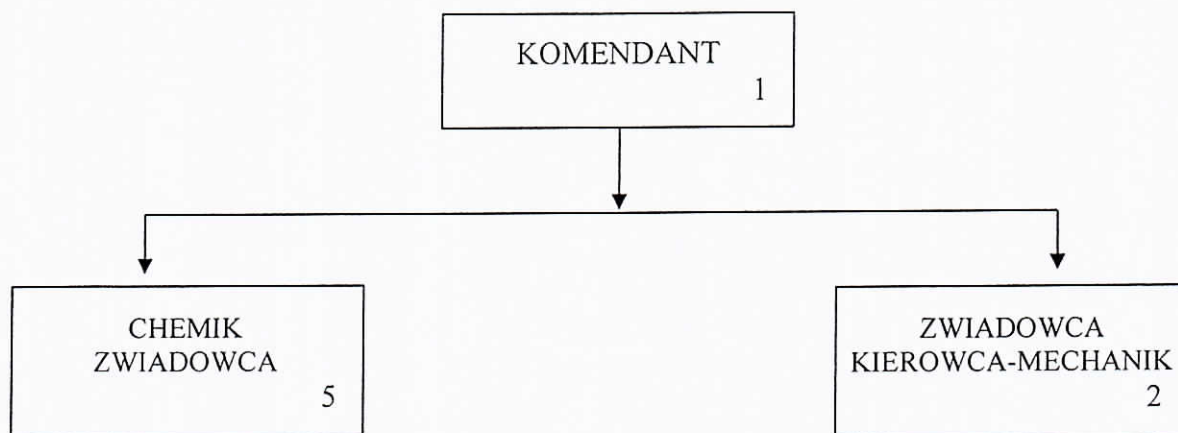 KOMENDANT
1
CHEMIK
ZWIADOWCA
5
ZWIADOWCA
KIEROWCA-MECHANIK
2